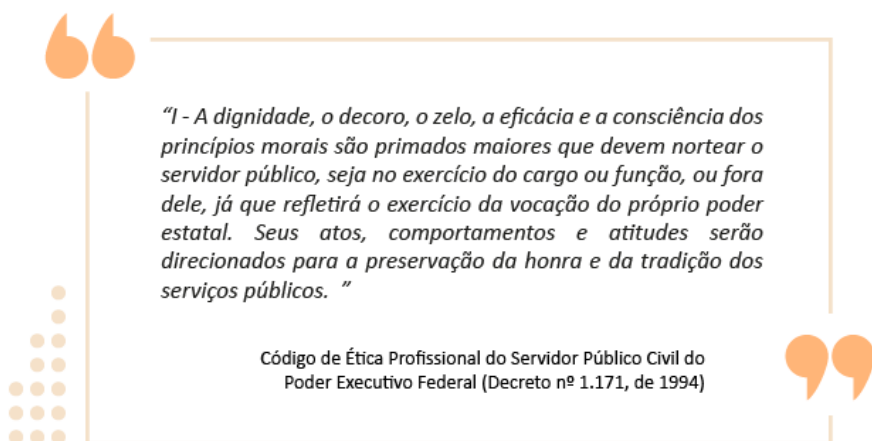 “I - A dignidade, o decoro, o zelo, a eficácia e a consciência dos
princípios morais são primados maiores que devem nortear o
servidor público, seja no exercício do cargo ou função, ou fora
dele, já que refletirá o exercício da vocação do próprio poder
estatal. Seus atos, comportamentos e atitudes serão
direcionados para a preservação da honra e da tradição dos
serviços públicos. ”
Código de Ética Profissional do Servidor Público Civil do
Poder Executivo Federal (Decreto nº 1.171, de 1994)